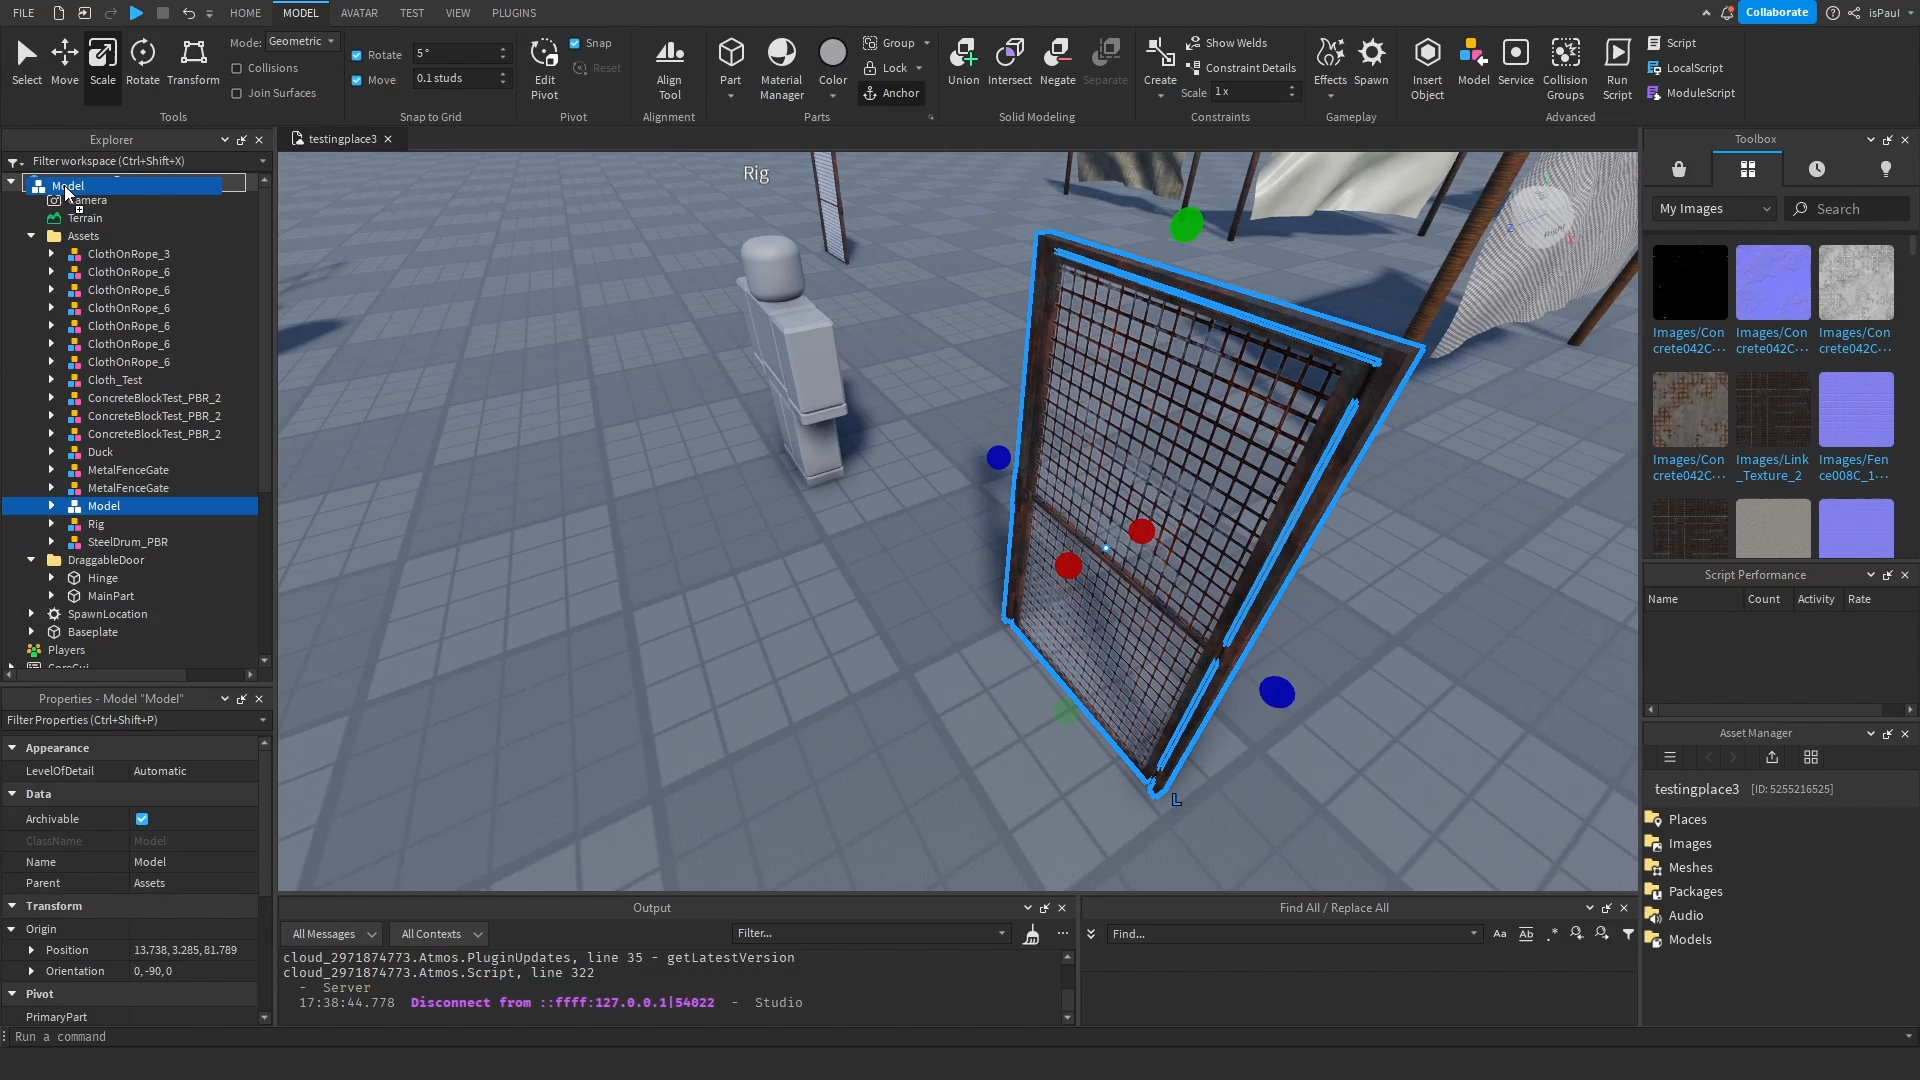 FILE
HOME
MODEL
AVATAR
TEST
VIEW
PLUGINS
Collaborate
isPaul
Select
Move
Scale
Rotate
Transform
Mode:
Geometric
Collisions
Join Surfaces
Tools
Rotate
5 °
Move
0.1 studs
Snap to Grid
Edit
Pivot
Snap
Reset
Pivot
Align
Tool
Alignment
Part
Material
Manager
Color
Group
Lock
Anchor
Parts
Union
Intersect
Negate
Separate
Solid Modeling
Create
Show Welds
Constraint Details
Scale
1 x
Constraints
Effects
Spawn
Gameplay
Insert
Object
Model
Service
Collision
Groups
Run
Script
Script
LocalScript
ModuleScript
Advanced
Explorer
Filter workspace (Ctrl+Shift+X)
Model
Camera
Terrain
Assets
ClothOnRope_3
ClothOnRope_6
ClothOnRope_6
ClothOnRope_6
ClothOnRope_6
ClothOnRope_6
ClothOnRope_6
Cloth_Test
ConcreteBlockTest_PBR_2
ConcreteBlockTest_PBR_2
ConcreteBlockTest_PBR_2
Duck
MetalFenceGate
MetalFenceGate
Model
Rig
SteelDrum_PBR
DraggableDoor
Hinge
MainPart
SpawnLocation
Baseplate
Players
CoreGui
Properties - Model "Model"
Filter Properties (Ctrl+Shift+P)
Appearance
LevelOfDetail
Automatic
Data
Archivable
ClassName
Model
Name
Model
Parent
Assets
Transform
Origin
Position
13.738, 3.285, 81.789
Orientation
0, -90, 0
Pivot
PrimaryPart
Run a command
testingplace3
Rig
Right
Z
X
L
Output
All Messages
All Contexts
Filter...
cloud_2971874773.Atmos.PluginUpdates, line 35 - getLatestVersion
cloud_2971874773.Atmos.Script, line 322
- Server
17:38:44.778 Disconnect from ::ffff:127.0.0.1|54022 - Studio
Find All / Replace All
Find...
Aa
Ab
.*
Toolbox
My Images
Search
Images/Con
crete042C···
Images/Con
crete042C···
Images/Con
crete042C···
Images/Con
crete042C···
Images/Link
_Texture_2
Images/Fen
ce008C_1···
Script Performance
Name
Count
Activity
Rate
Asset Manager
testingplace3
[ID: 5255216525]
Places
Images
Meshes
Packages
Audio
Models